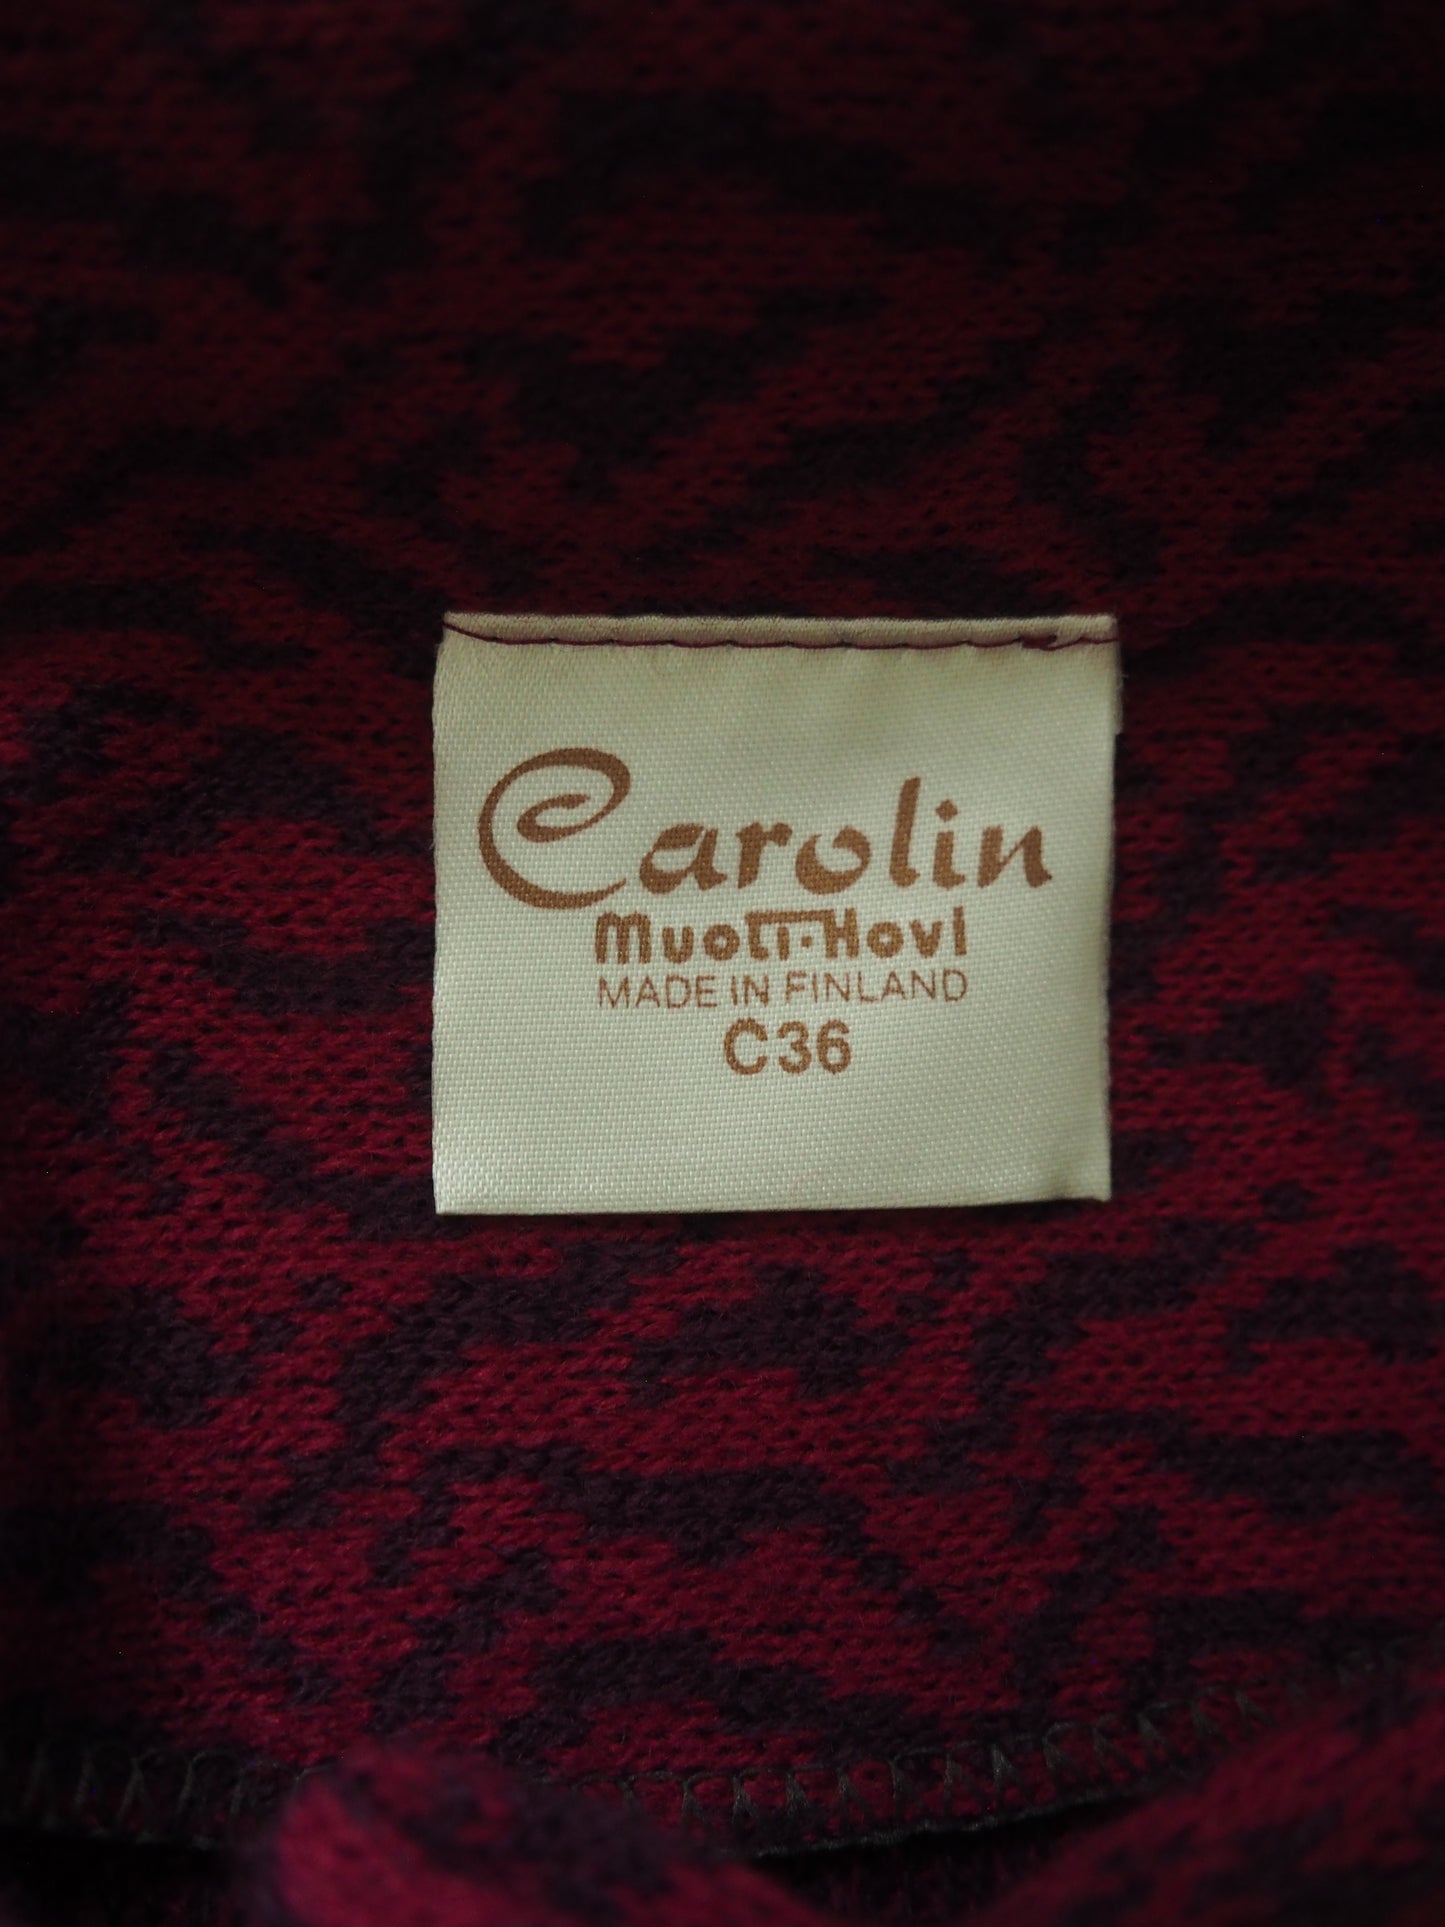 Carolin
Muoti-Hovi
MADE IN FINLAND
C36